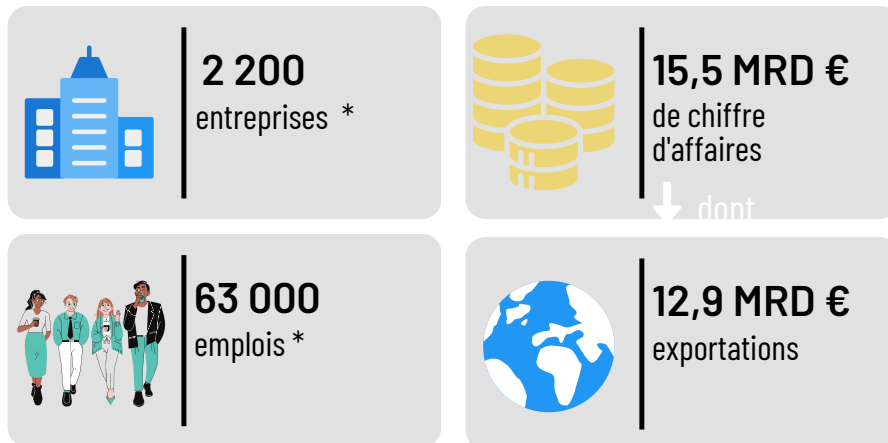 2 200
entreprises *
15,5 MRD €
de chiffre
d'affaires
dont
63 000
emplois *
12,9 MRD €
exportations